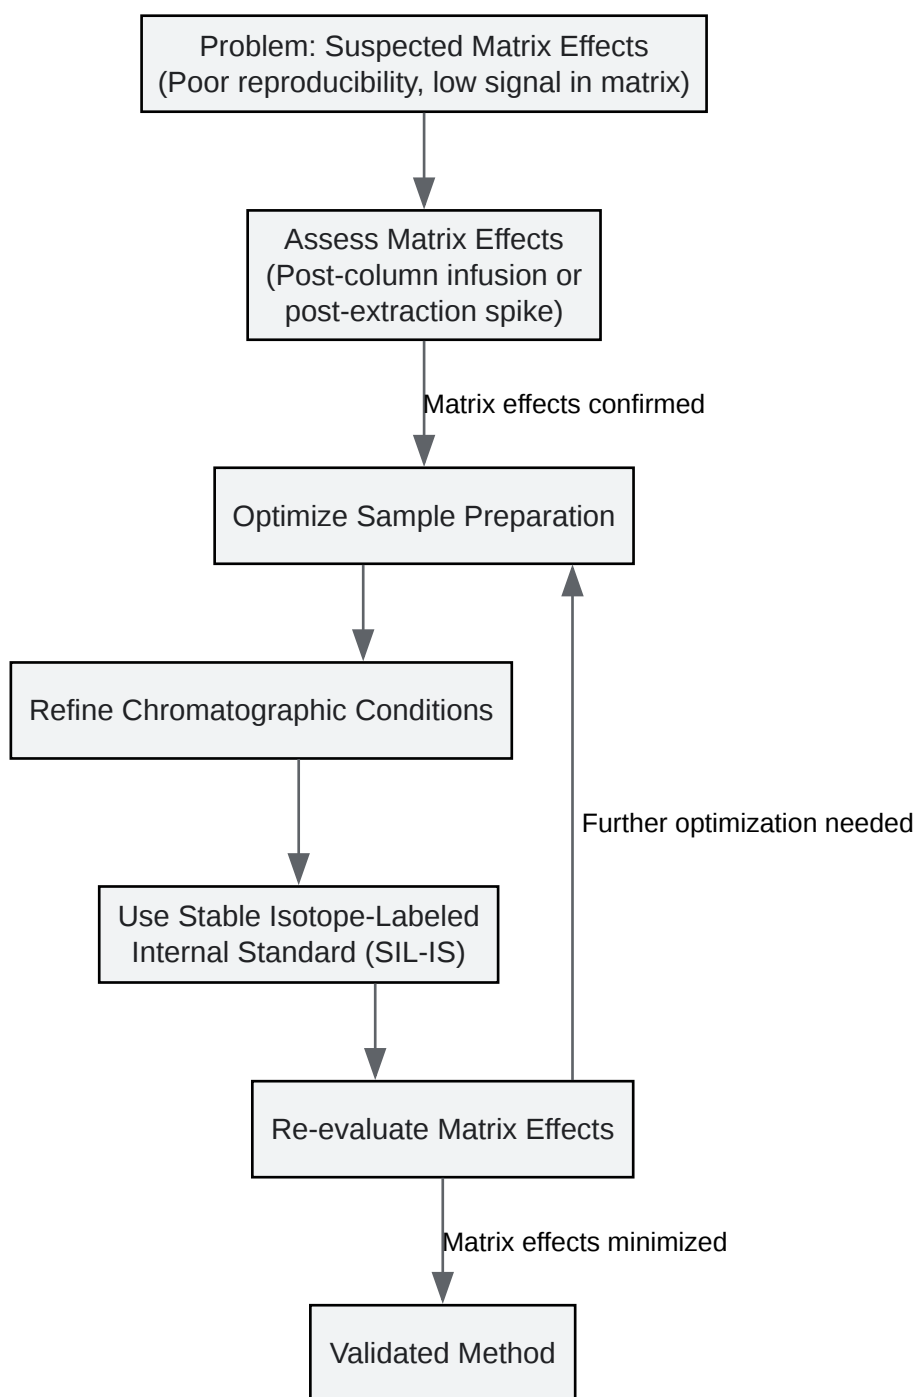 Problem: Suspected Matrix Effects
(Poor reproducibility, low signal in matrix)
Assess Matrix Effects
(Post-column infusion or
post-extraction spike)
Matrix effects confirmed
Optimize Sample Preparation
Refine Chromatographic Conditions
Further optimization needed
Use Stable Isotope-Labeled
Internal Standard (SIL-IS)
Re-evaluate Matrix Effects
Matrix effects minimized
Validated Method